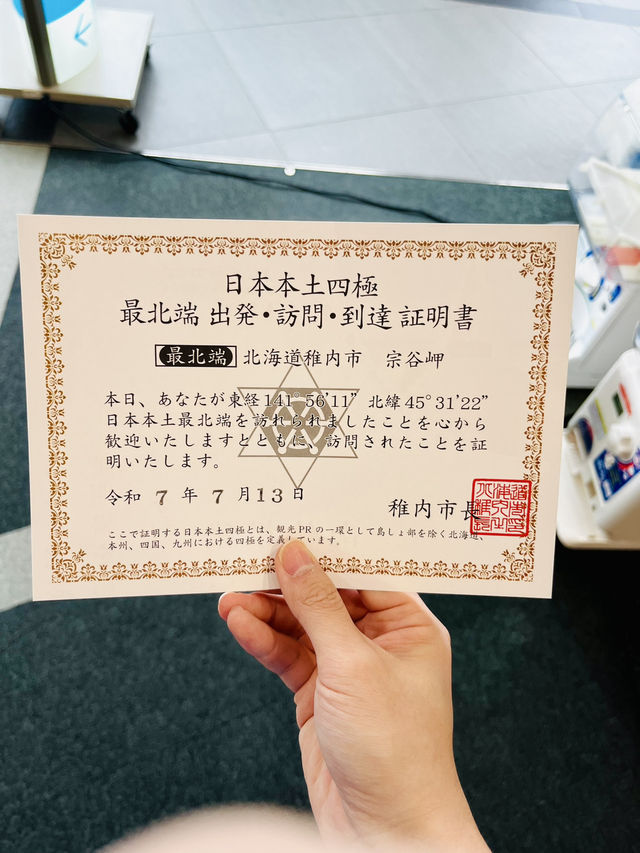 日本本土四極
最北端 出発・訪問・到達 証明書
最北端 北海道稚内市 宗谷岬
本日、あなたが東経141°56'11” 北緯45°31'22”
日本本土最北端を訪れられましたことを心から
歓迎いたしますとともに、訪問されたことを証
明いたします。
令和 7 年 7 月 13 日
稚内市長
ここで証明する日本本土四極とは、観光PRの一環として島しょ部を除く北海道、
本州、四国、九州における四極を定義しています。